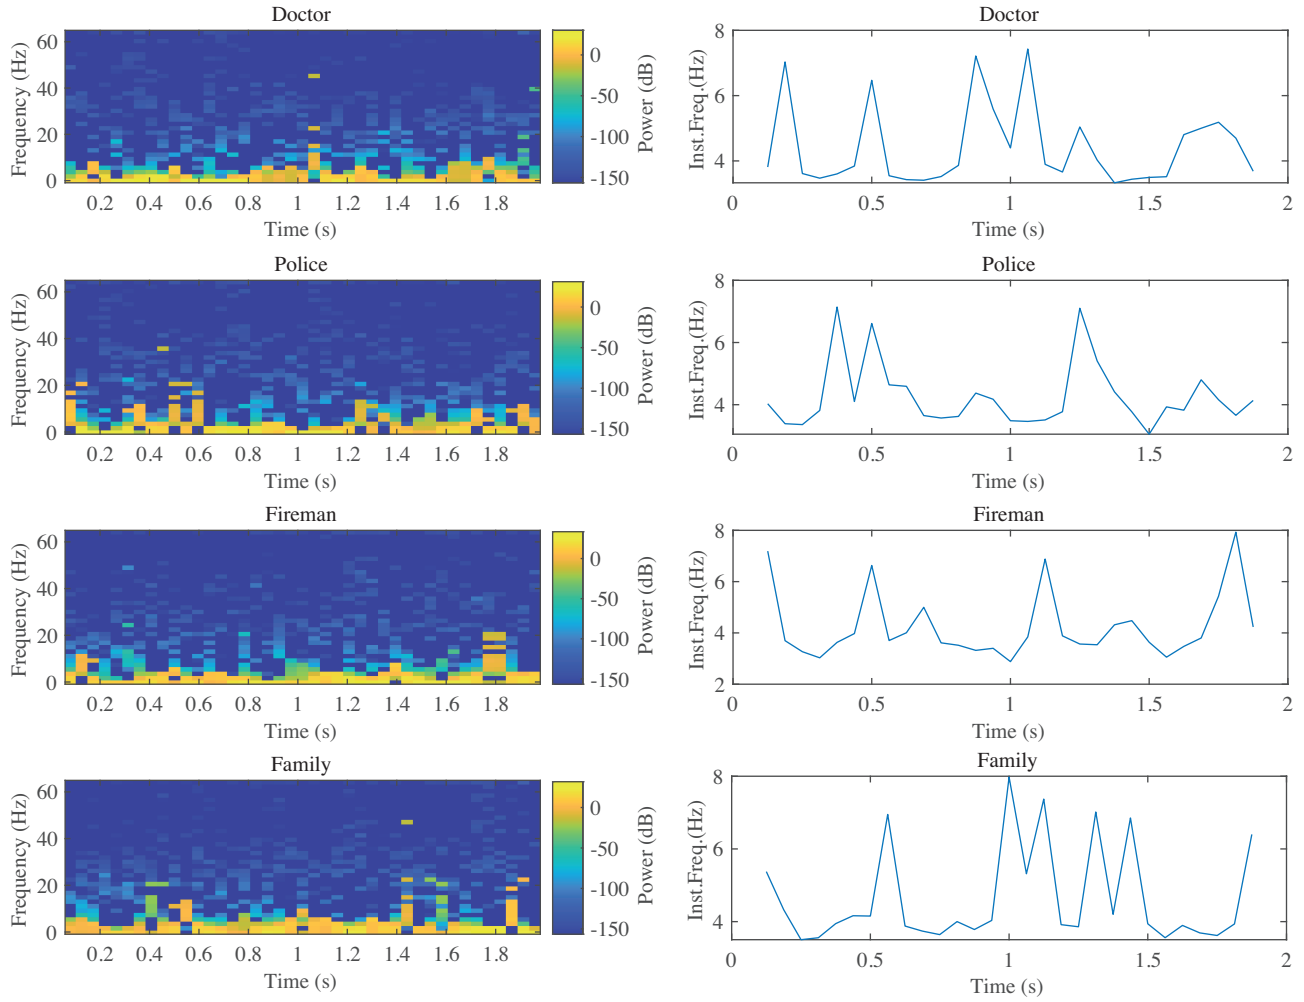 Doctor
Frequency (Hz)
60
40
20
0
0.2 0.4 0.6 0.8 1 1.2 1.4 1.6 1.8
Time (s)
0
-50
-100
-150
Power (dB)
Doctor
Inst.Freq.(Hz)
8
6
4
0 0.5 1 1.5 2
Time (s)
Police
Frequency (Hz)
60
40
20
0
0.2 0.4 0.6 0.8 1 1.2 1.4 1.6 1.8
Time (s)
0
-50
-100
-150
Power (dB)
Police
Inst.Freq.(Hz)
8
6
4
0 0.5 1 1.5 2
Time (s)
Fireman
Frequency (Hz)
60
40
20
0
0.2 0.4 0.6 0.8 1 1.2 1.4 1.6 1.8
Time (s)
0
-50
-100
-150
Power (dB)
Fireman
Inst.Freq.(Hz)
8
6
4
2
0 0.5 1 1.5 2
Time (s)
Family
Frequency (Hz)
60
40
20
0
0.2 0.4 0.6 0.8 1 1.2 1.4 1.6 1.8
Time (s)
0
-50
-100
-150
Power (dB)
Family
Inst.Freq.(Hz)
8
6
4
0 0.5 1 1.5 2
Time (s)